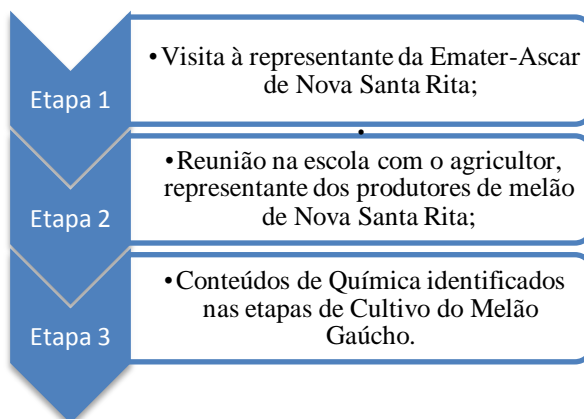 Etapa 1
•Visita à representante da Emater-Ascar
de Nova Santa Rita;
•
Etapa 2
•Reunião na escola com o agricultor,
representante dos produtores de melão
de Nova Santa Rita;
Etapa 3
•Conteúdos de Química identificados
nas etapas de Cultivo do Melão
Gaúcho.